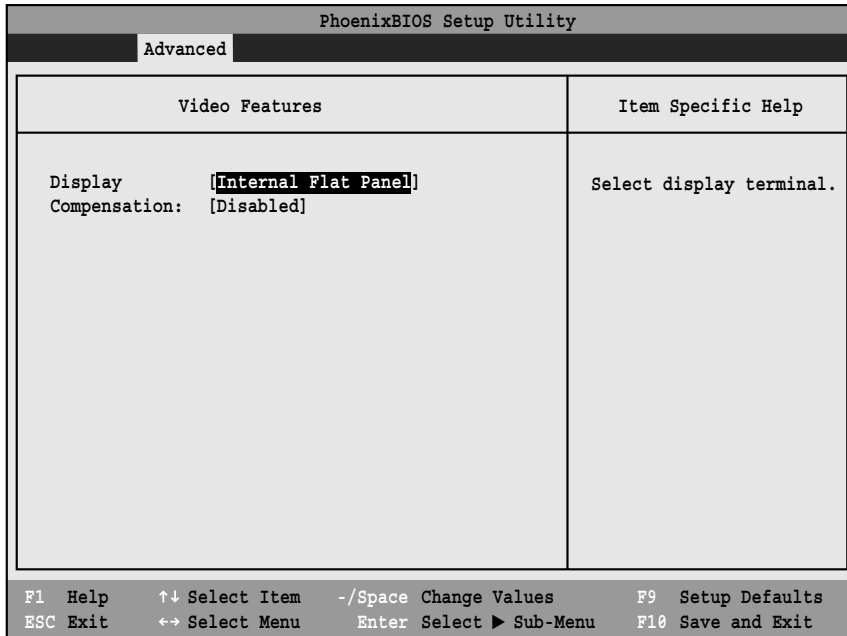 PhoenixBIOS Setup Utility
Advanced
Video Features
Item Specific Help
Display [Internal Flat Panel]
Compensation: [Disabled]
Select display terminal.
F1 Help ↑↓ Select Item -/Space Change Values F9 Setup Defaults
ESC Exit ←→ Select Menu Enter Select ▶ Sub-Menu F10 Save and Exit